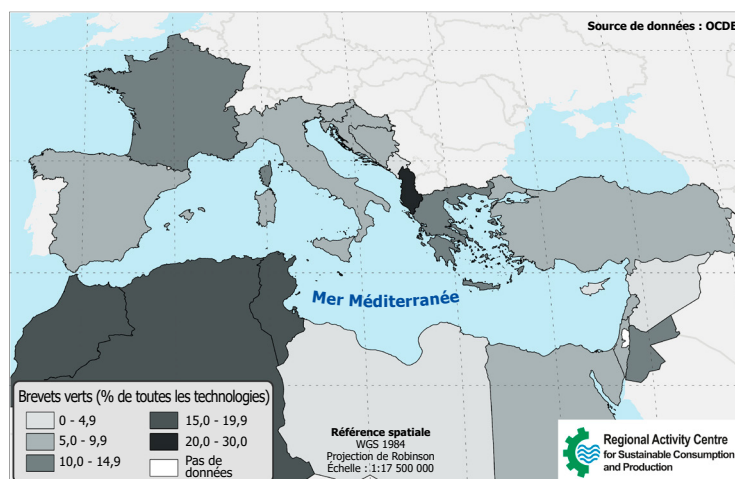 Source de données : OCDE
Mer Méditerranée
Brevets verts (% de toutes les technologies)
0 - 4,9
5,0 - 9,9
10,0 - 14,9
15,0 - 19,9
20,0 - 30,0
Pas de
données
Référence spatiale
WGS 1984
Projection de Robinson
Échelle : 1:17 500 000
Regional Activity Centre
for Sustainable Consumption
and Production